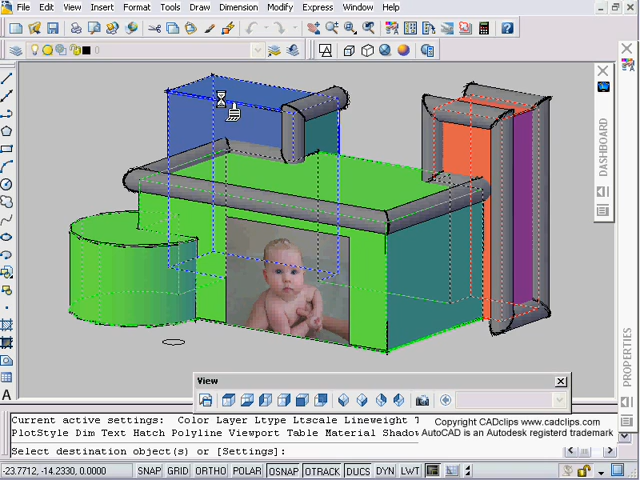 File Edit View Insert Format Tools Draw Dimension Modify Express Window Help
0
A
DASHBOARD
PROPERTIES
View
Current active settings: Color Layer Ltype Ltscale Lineweight T
PlotStyle Dim Text Hatch Polyline Viewport Table Material Shadow
Select destination object(s) or [Settings]:
Copyright CADclips www.cadclips.com
AutoCAD is an Autodesk registerd trademark
-23.7712, -14.2330, 0.0000 SNAP GRID ORTHO POLAR OSNAP OTRACK DUCS DYN LWT